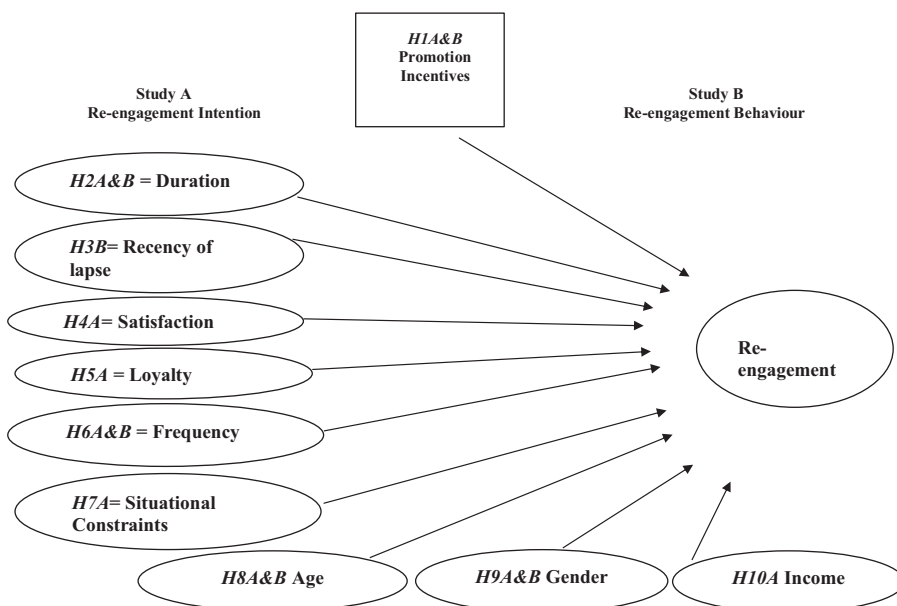 H1A&B
Promotion
Incentives
Study A
Re-engagement Intention
Study B
Re-engagement Behaviour
H2A&B = Duration
H3B= Recency of
lapse
H4A= Satisfaction
H5A = Loyalty
H6A&B = Frequency
H7A= Situational
Constraints
Re-
engagement
H8A&B Age
H9A&B Gender
H10A Income